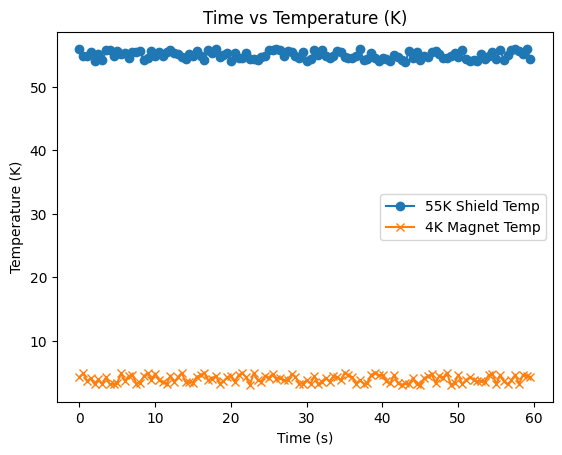 Time vs Temperature (K)
Temperature (K)
50
40
30
20
10
55K Shield Temp
4K Magnet Temp
0 10 20 30 40 50 60
Time (s)